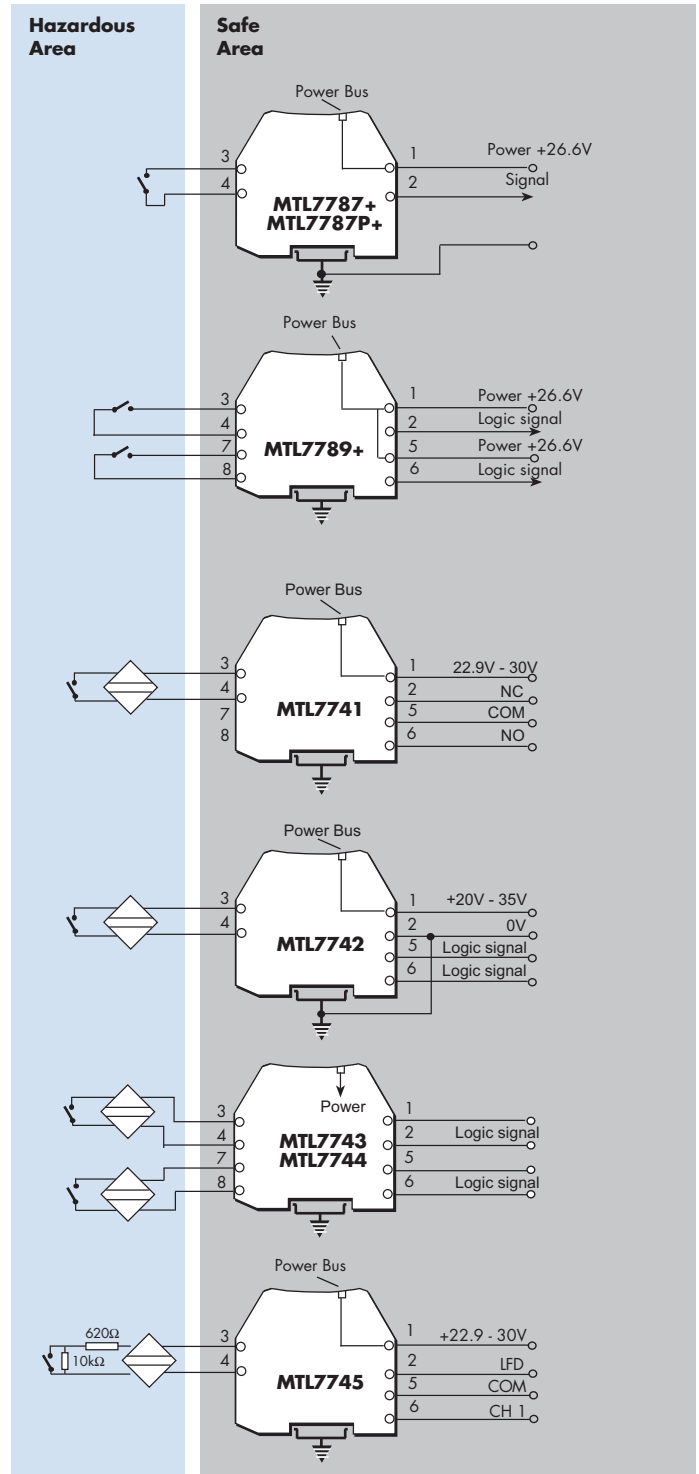 Hazardous
Area
Safe
Area
Power Bus
3
4
MTL7787+
MTL7787P+
1
2
Power +26.6V
Signal
Power Bus
3
4
7
8
MTL7789+
1
2
5
6
Power +26.6V
Logic signal
Power +26.6V
Logic signal
Power Bus
3
4
7
8
MTL7741
1
2
5
6
22.9V - 30V
NC
COM
NO
Power Bus
3
4
MTL7742
1
2
5
6
+20V - 35V
0V
Logic signal
Logic signal
Power
3
4
7
8
MTL7743
MTL7744
1
2
5
6
Logic signal
Logic signal
Power Bus
620Ω
10kΩ
3
4
MTL7745
1
2
5
6
+22.9 - 30V
LFD
COM
CH 1